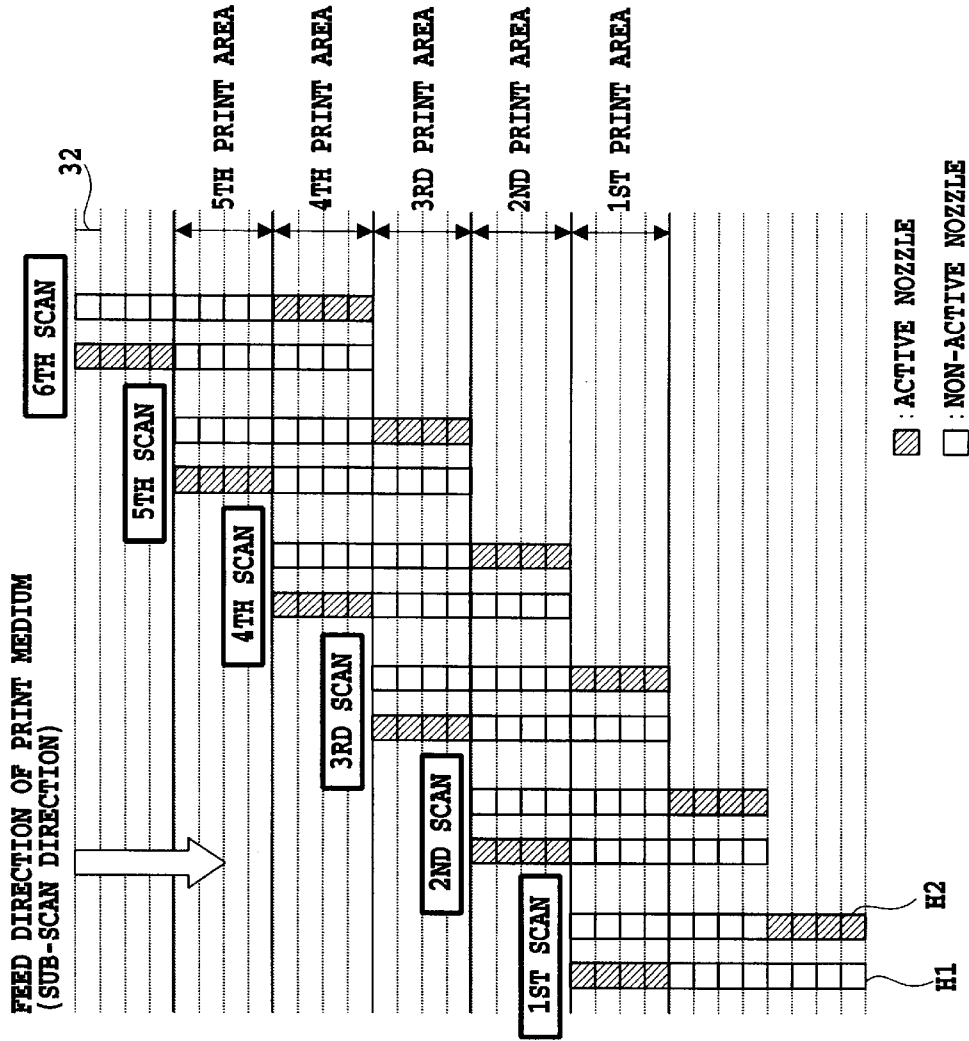 FEED DIRECTION OF PRINT MEDIUM
(SUB-SCAN DIRECTION)
32
6TH SCAN
5TH SCAN
4TH SCAN
3RD SCAN
2ND SCAN
1ST SCAN
5TH PRINT AREA
4TH PRINT AREA
3RD PRINT AREA
2ND PRINT AREA
1ST PRINT AREA
H1
H2
:ACTIVE NOZZLE
:NON-ACTIVE NOZZLE